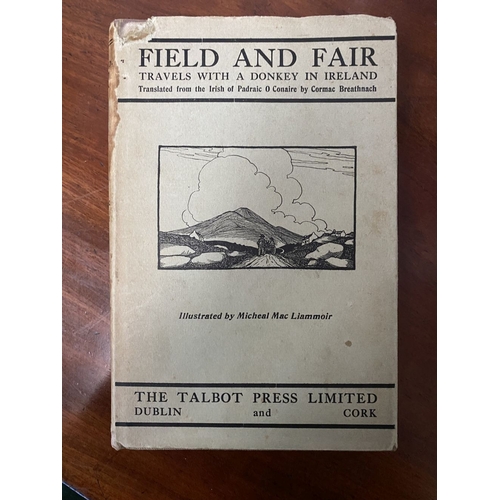 FIELD AND FAIR
TRAVELS WITH A DONKEY IN IRELAND
Translated from the Irish of Padraic O Conaire by Cormac Breathnach
Illustrated by Micheal Mac Liammoir
THE TALBOT PRESS LIMITED
DUBLIN and CORK